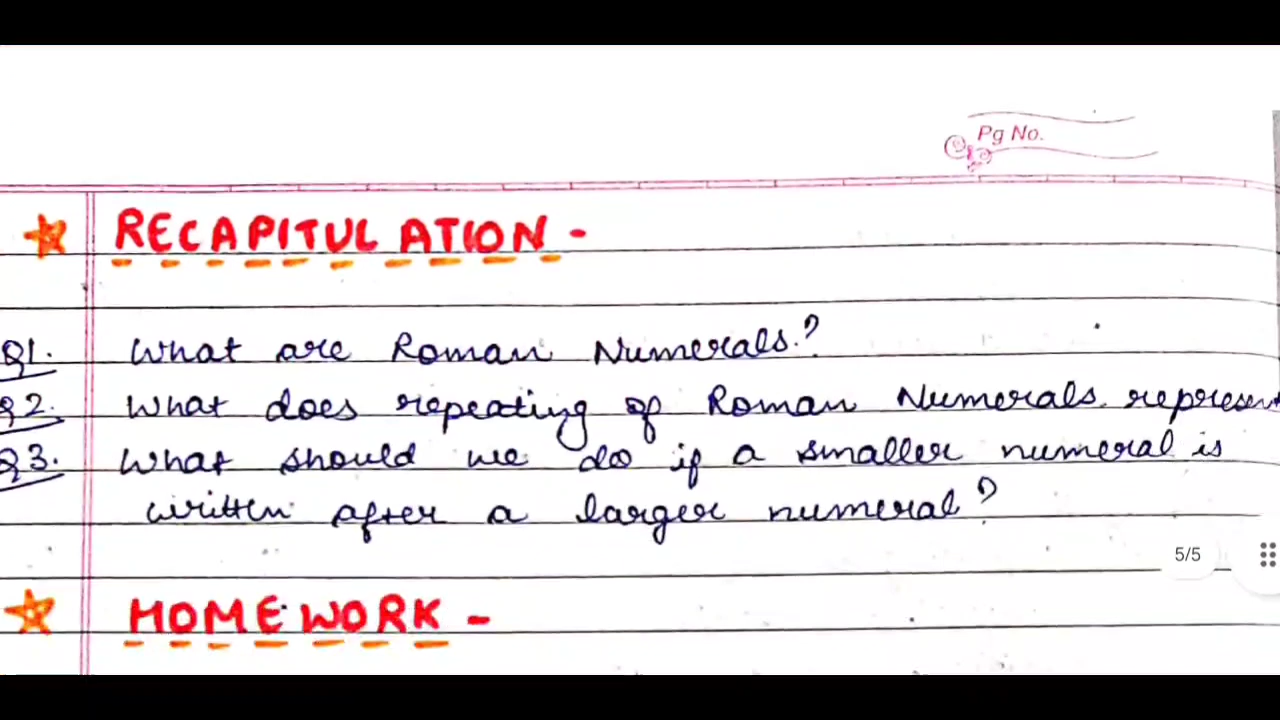 Pg No.
★ RECAPITULATION -
Q1. What are Roman Numerals?
Q2. What does repeating of Roman Numerals represent
Q3. What should we do if a smaller numeral is
written after a larger numeral?
5/5
★ HOMEWORK -